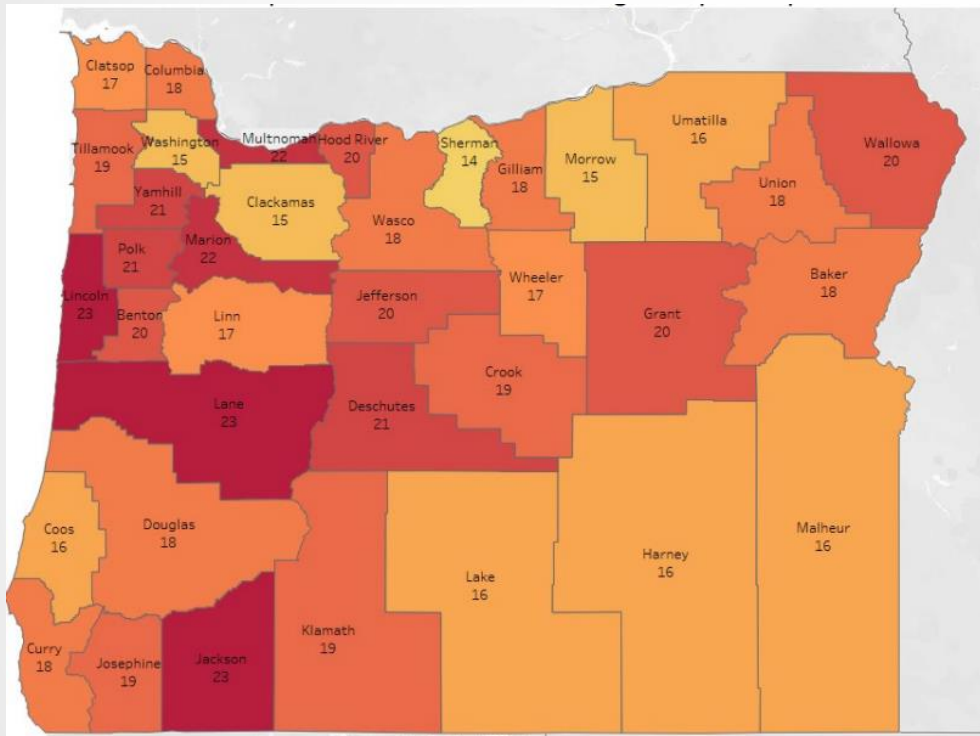 Clatsop
17
Columbia
18
Tillamook
19
Washington
15
Multnomah
22
Hood River
20
Sherman
14
Gilliam
18
Morrow
15
Umatilla
16
Union
18
Wallowa
20
Yamhill
21
Clackamas
15
Wasco
18
Polk
21
Marion
22
Wheeler
17
Baker
18
Lincoln
23
Benton
20
Linn
17
Jefferson
20
Grant
20
Crook
19
Lane
23
Deschutes
21
Coos
16
Douglas
18
Lake
16
Harney
16
Malheur
16
Curry
18
Josephine
19
Jackson
23
Klamath
19